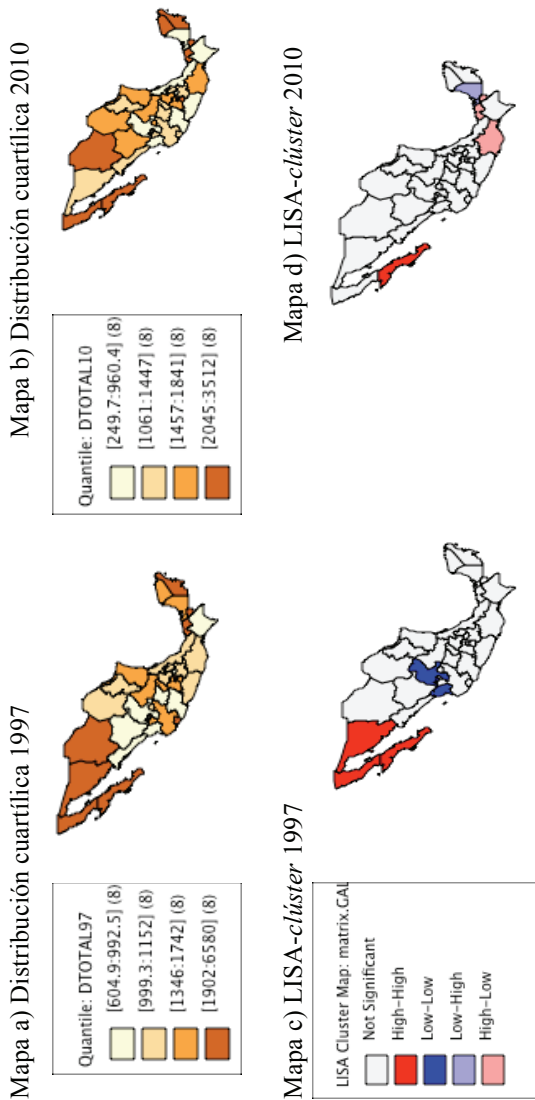 Mapa a) Distribución cuartílica 1997
Quantile: DTOTAL97
[604.9:992.5] (8)
[999.3:1152] (8)
[1346:1742] (8)
[1902:6580] (8)
Mapa b) Distribución cuartílica 2010
Quantile: DTOTAL10
[249.7:960.4] (8)
[1061:1447] (8)
[1457:1841] (8)
[2045:3512] (8)
Mapa c) LISA-clúster 1997
LISA Cluster Map: matrix.GAL
Not Significant
High-High
Low-Low
Low-High
High-Low
Mapa d) LISA-clúster 2010